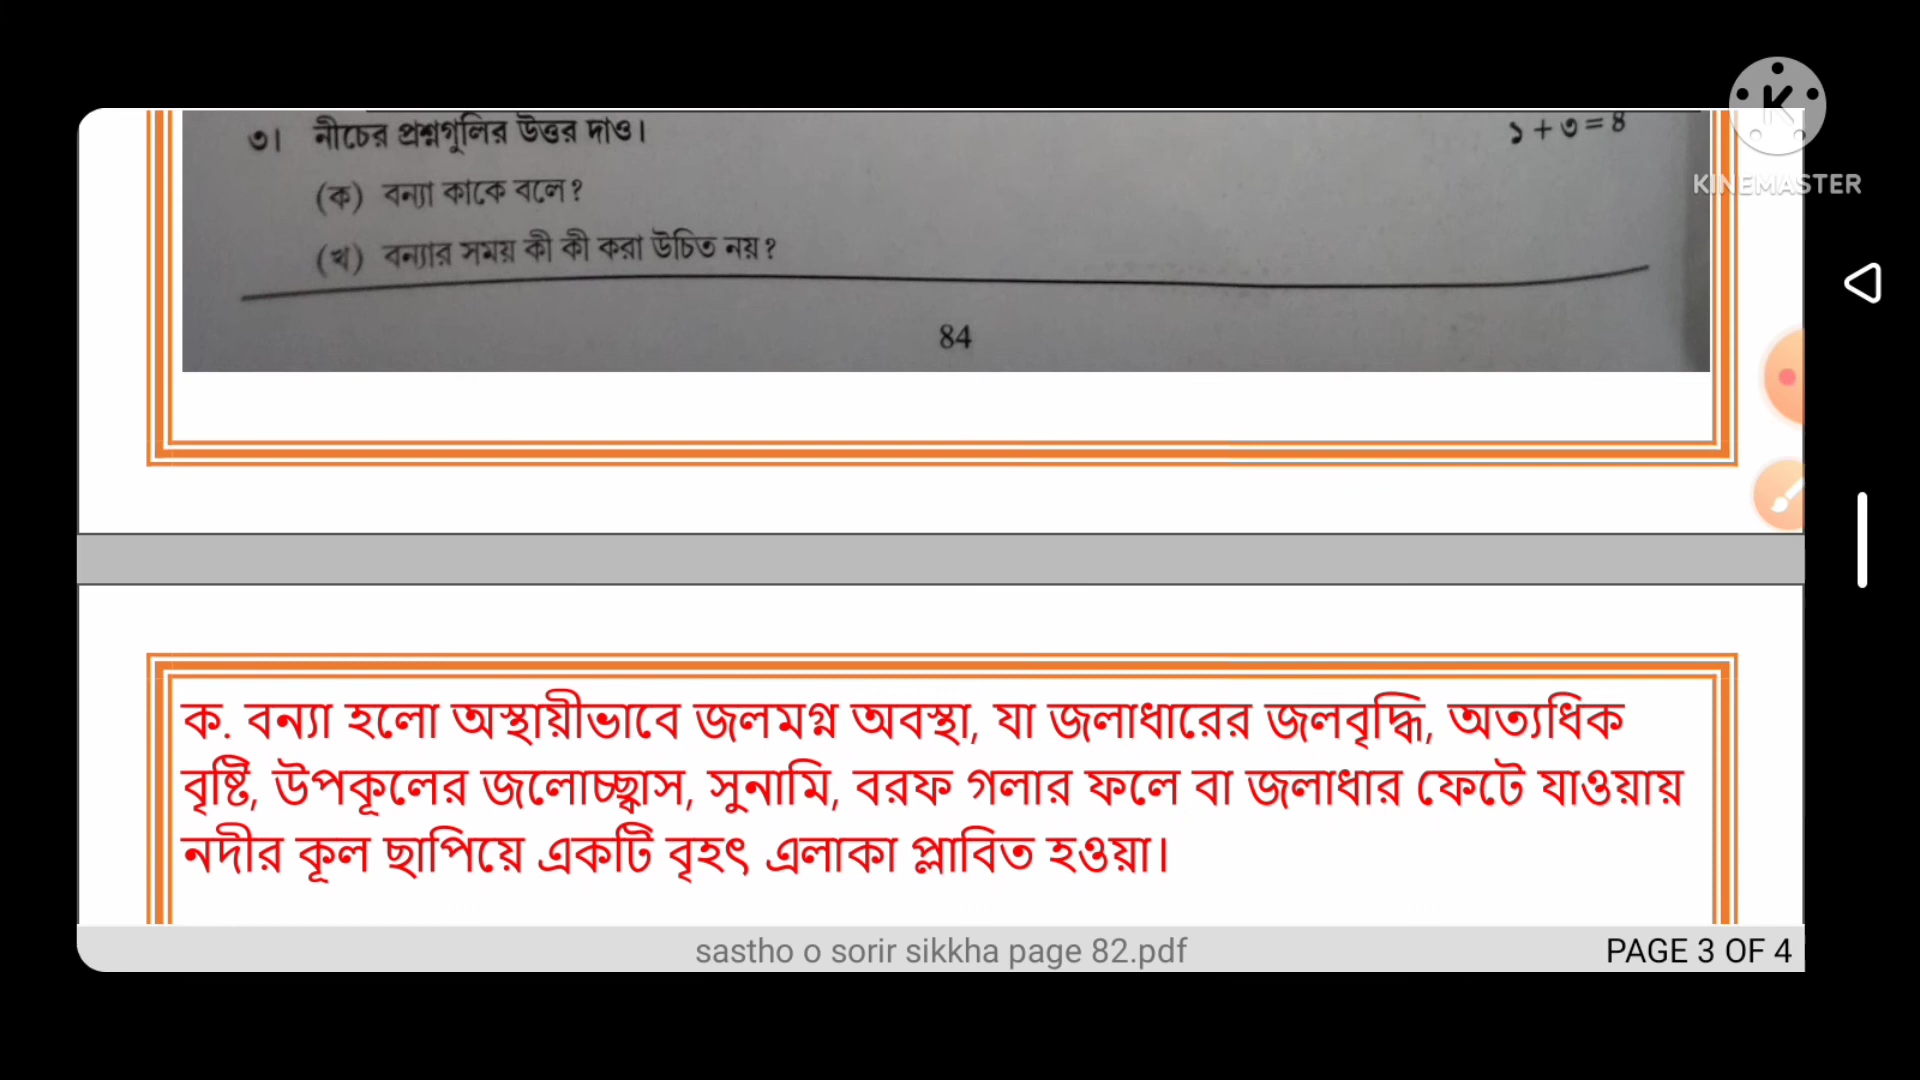 ৩। নীচের প্রশ্নগুলির উত্তর দাও। ১+৩=৪
(ক) বন্যা কাকে বলে?
(খ) বন্যার সময় কী কী করা উচিত নয়?
84
K
KINEMASTER
ক. বন্যা হলো অস্থায়ীভাবে জলমগ্ন অবস্থা, যা জলাধারের জলবৃদ্ধি, অত্যধিক
বৃষ্টি, উপকূলের জলোচ্ছ্বাস, সুনামি, বরফ গলার ফলে বা জলাধার ফেটে যাওয়ায়
নদীর কূল ছাপিয়ে একটি বৃহৎ এলাকা প্লাবিত হওয়া।
sastho o sorir sikkha page 82.pdf
PAGE 3 OF 4